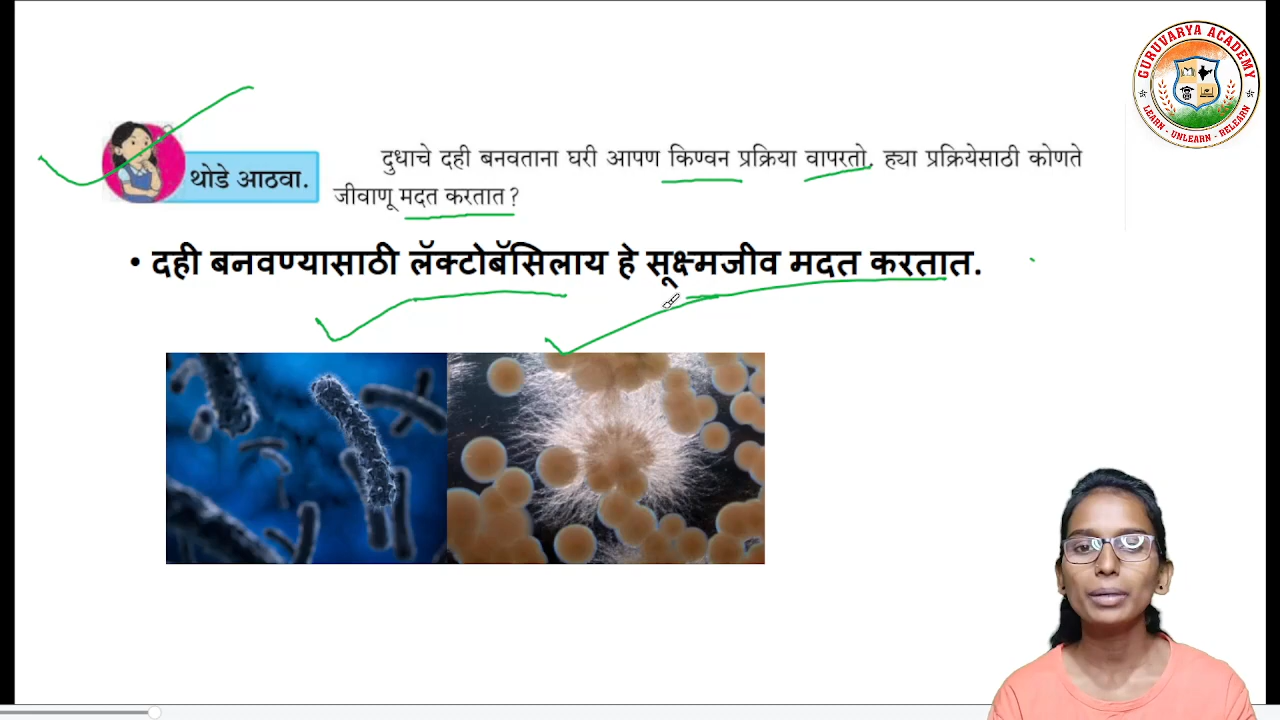 GURUVARYA ACADEMY
LEARN - UNLEARN - RELEARN
थोडे आठवा.
दुधाचे दही बनवताना घरी आपण किण्वन प्रक्रिया वापरतो. ह्या प्रक्रियेसाठी कोणते
जीवाणू मदत करतात ?
• दही बनवण्यासाठी लॅक्टोबॅसिलाय हे सूक्ष्मजीव मदत करतात.